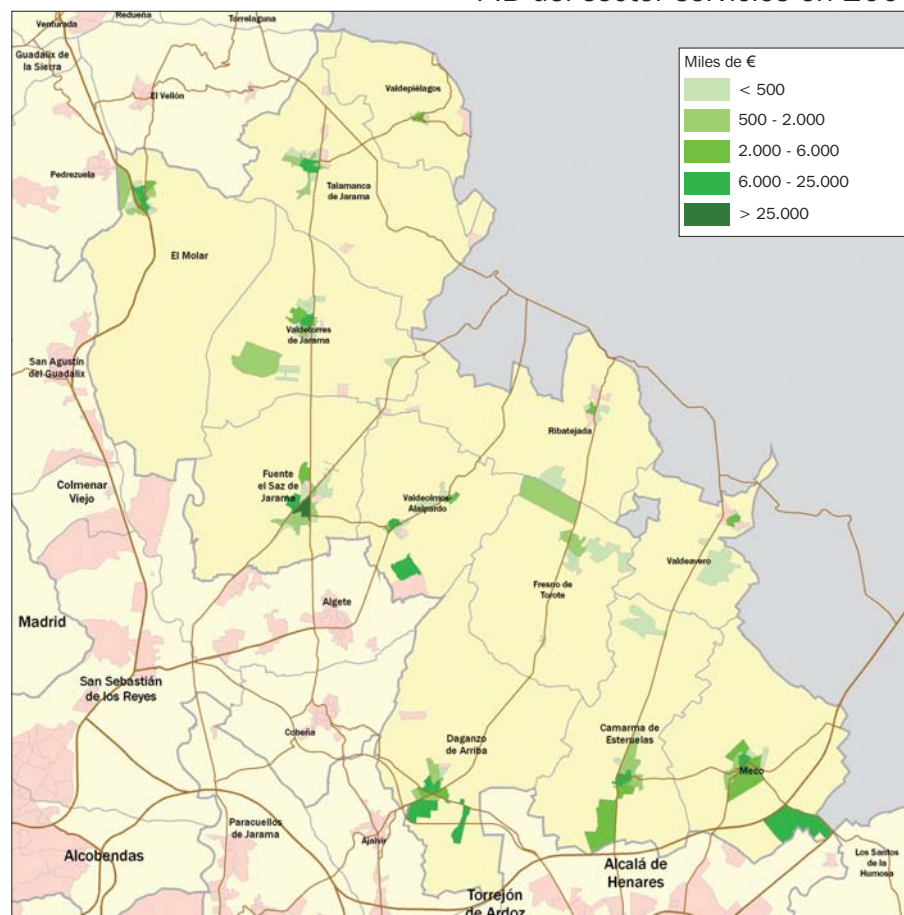 Redueña
Torrelaguna
Venturada
Guadalix de
la Sierra
El Vellón
Valdepiélagos
Miles de €
< 500
500 - 2.000
2.000 - 6.000
6.000 - 25.000
> 25.000
Pedrezuela
Talamanca
de Jarama
El Molar
Valdetorres
de Jarama
San Agustín
del Guadalix
Ribatejada
Fuente
el Saz de
Jarama
Colmenar
Viejo
Valdeolmos-
Alalpardo
Valdeavero
Fresno de
Torote
Algete
Madrid
San Sebastián
de los Reyes
Cobeña
Daganzo
de Arriba
Camarma de
Esteruelas
Meco
Paracuellos
de Jarama
Ajalvir
Alcobendas
Alcalá de
Henares
Los Santos
de la
Humosa
Torrejón
de Ardoz